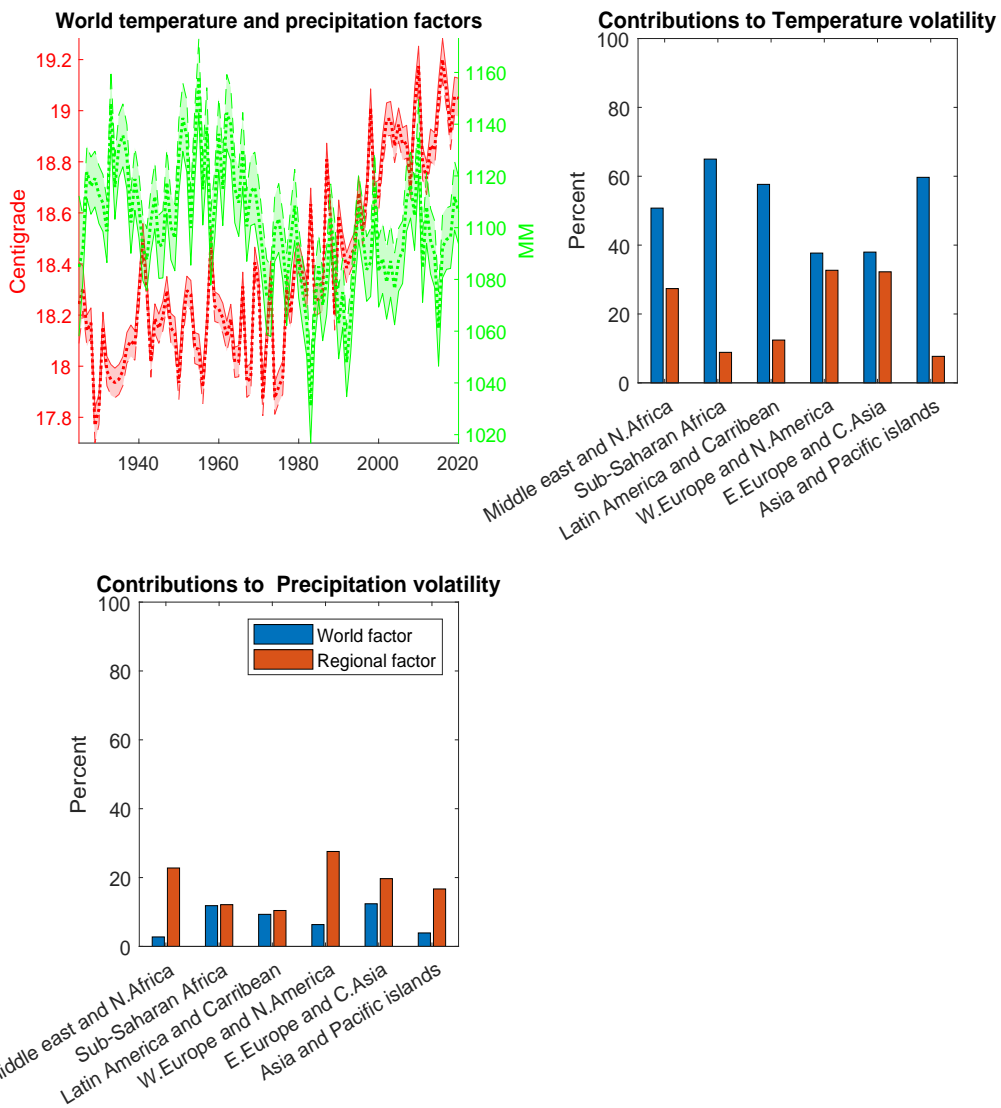 World temperature and precipitation factors
Centigrade
19.2
19
18.8
18.6
18.4
18.2
18
17.8
1160
1140
1120
1100
1080
1060
1040
1020
MM
1940
1960
1980
2000
2020
Contributions to Temperature volatility
Percent
100
80
60
40
20
0
Middle east and N.Africa
Sub-Saharan Africa
Latin America and Carribean
W.Europe and N.America
E.Europe and C.Asia
Asia and Pacific islands
Contributions to  Precipitation volatility
Percent
100
80
60
40
20
0
World factor
Regional factor
iddle east and N.Africa
Sub-Saharan Africa
Latin America and Carribean
W.Europe and N.America
E.Europe and C.Asia
Asia and Pacific islands